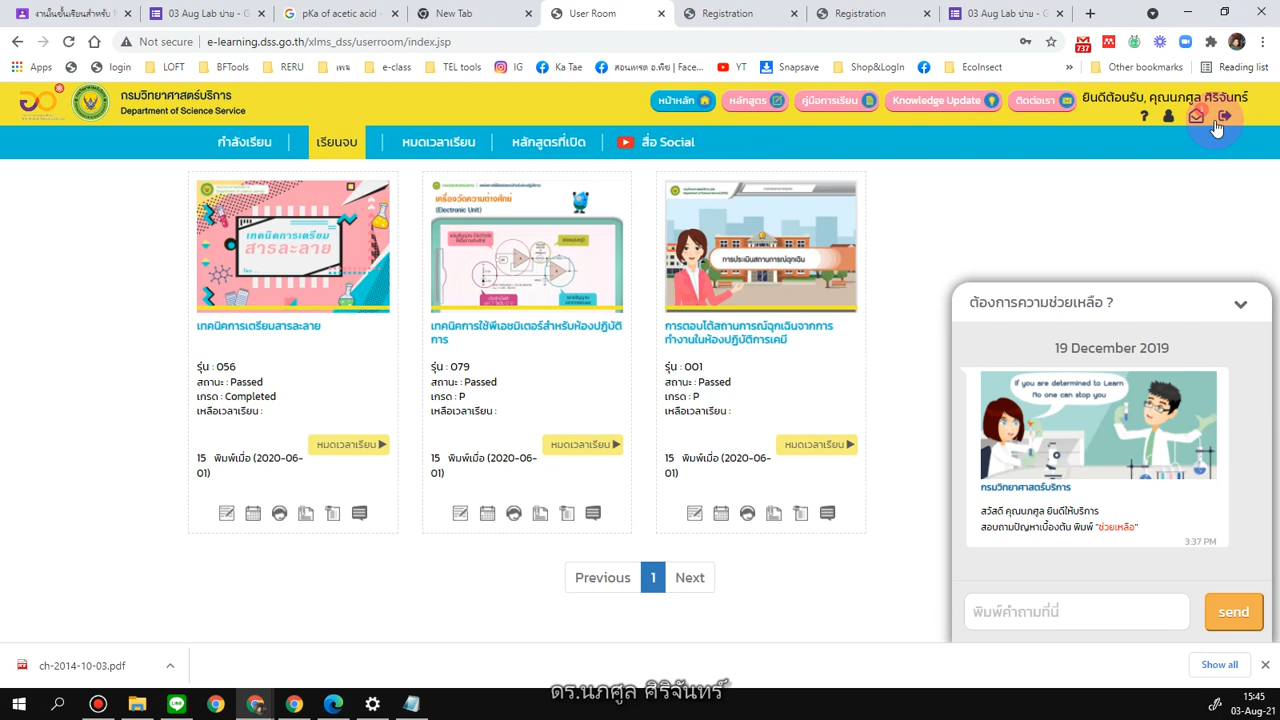 งานในชั้นเรียนสำหรับ
03 Aug Lab บ่าย - G
pKa of acetic acid -
New Tab
User Room
Registration
Registration
03 Aug Lab บ่าย - G
Not secure
e-learning.dss.go.th/xlms_dss/userroom/index.jsp
737
Apps
login
LOFT
BFTools
RERU
เพจ
e-class
TEL tools
IG
Ka Tae
สอนเทรด อ.พีช | Face...
YT
Snapsave
Shop&LogIn
EcoInsect
»
Other bookmarks
Reading list
กรมวิทยาศาสตร์บริการ
Department of Science Service
หน้าหลัก
หลักสูตร
คู่มือการเรียน
Knowledge Update
ติดต่อเรา
ยินดีต้อนรับ, คุณนภศูล ศิริจันทร์
กำลังเรียน
เรียนจบ
หมดเวลาเรียน
หลักสูตรที่เปิด
สื่อ Social
เทคนิคการเตรียม
สารละลาย
เครื่องวัดความต่างศักย์
(Electronic Unit)
การประเมินสถานการณ์ฉุกเฉิน
เทคนิคการเตรียมสารละลาย
รุ่น : 056
สถานะ : Passed
เกรด : Completed
เหลือเวลาเรียน :
หมดเวลาเรียน
15 พิมพ์เมื่อ (2020-06-
01)
เทคนิคการใช้พีเอชมิเตอร์สำหรับห้องปฏิบัติ
การ
รุ่น : 079
สถานะ : Passed
เกรด : P
เหลือเวลาเรียน :
หมดเวลาเรียน
15 พิมพ์เมื่อ (2020-06-
01)
การตอบโต้สถานการณ์ฉุกเฉินจากการ
ทำงานในห้องปฏิบัติการเคมี
รุ่น : 001
สถานะ : Passed
เกรด : P
เหลือเวลาเรียน :
หมดเวลาเรียน
15 พิมพ์เมื่อ (2020-06-
01)
Previous
1
Next
ต้องการความช่วยเหลือ ?
19 December 2019
If you are determined to Learn
No one can stop you
กรมวิทยาศาสตร์บริการ
สวัสดี คุณนภศูล ยินดีให้บริการ
สอบถามปัญหาเบื้องต้น พิมพ์ "ช่วยเหลือ"
3:37 PM
พิมพ์คำถามที่นี่
send
ch-2014-10-03.pdf
Show all
ดร.นภศูล ศิริจันทร์
15:45
03-Aug-21